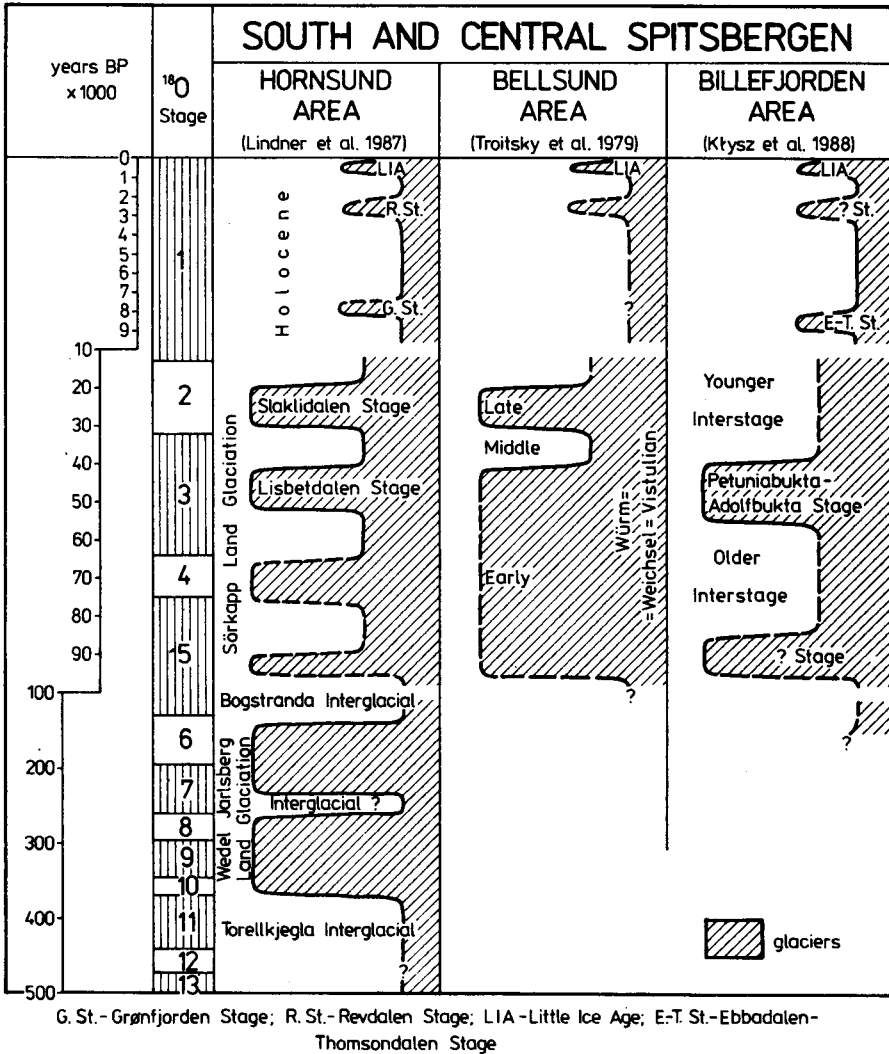 SOUTH AND CENTRAL SPITSBERGEN
years BP
x1000
18O
Stage
HORNSUND
AREA
(Lindner et al. 1987)
BELLSUND
AREA
(Troitsky et al. 1979)
BILLEFJORDEN
AREA
(Kłysz et al. 1988)
0
1
2
3
4
5
6
7
8
9
10
20
30
40
50
60
70
80
90
100
200
300
400
500
1
2
3
4
5
6
7
8
9
10
11
12
13
Holocene
LIA
R. St.
G. St.
Sörkapp Land Glaciation
Slaklidalen Stage
Lisbetdalen Stage
Bogstranda Interglacial
Wedel Jarlsberg
Land Glaciation
Interglacial ?
Torellkjegla Interglacial
?
LIA
?
Late
Middle
Early
Würm=
=Weichsel=Vistulian
?
LIA
? St.
E.-T. St.
Younger
Interstage
Petuniabukta-
Adolfbukta Stage
Older
Interstage
? Stage
?
glaciers
G. St.-Grønfjorden Stage; R. St.-Revdalen Stage; LIA-Little Ice Age; E.-T. St.-Ebbadalen-
Thomsondalen Stage